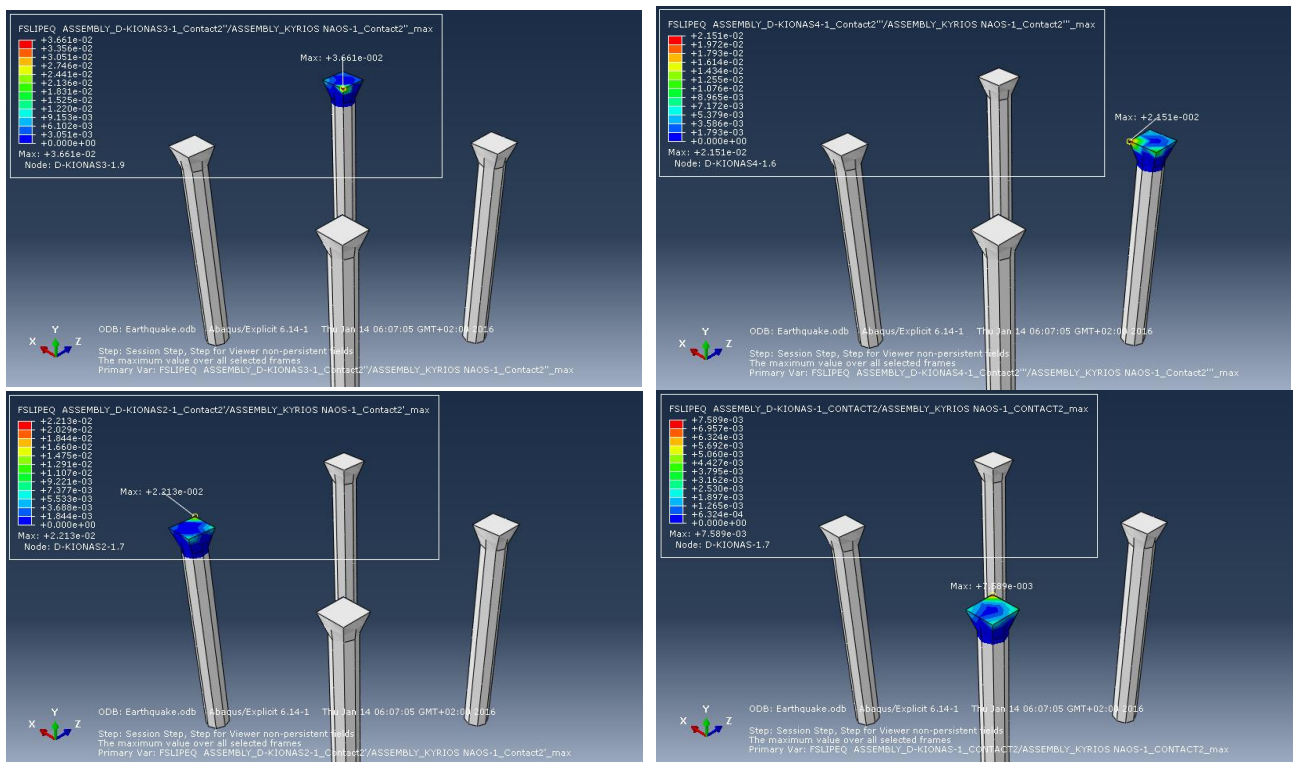 FSLIPEQ ASSEMBLY_D-KIONAS3-1_Contact2''/ASSEMBLY_KYRIOS NAOS-1_Contact2''_max
+3.661e-02
+3.356e-02
+3.051e-02
+2.746e-02
+2.441e-02
+2.136e-02
+1.831e-02
+1.525e-02
+1.220e-02
+9.153e-03
+6.102e-03
+3.051e-03
+0.000e+00
Max: +3.661e-02
Node: D-KIONAS3-1.9
Max: +3.661e-002
ODB: Earthquake.odb Abaqus/Explicit 6.14-1 Thu Jan 14 06:07:05 GMT+02:00 2016
Y
X Z
Step: Session Step, Step for Viewer non-persistent fields
The maximum value over all selected frames
Primary Var: FSLIPEQ ASSEMBLY_D-KIONAS3-1_Contact2''/ASSEMBLY_KYRIOS NAOS-1_Contact2''_max
FSLIPEQ ASSEMBLY_D-KIONAS4-1_Contact2'''/ASSEMBLY_KYRIOS NAOS-1_Contact2'''_max
+2.151e-02
+1.972e-02
+1.793e-02
+1.614e-02
+1.434e-02
+1.255e-02
+1.076e-02
+8.965e-03
+7.172e-03
+5.379e-03
+3.586e-03
+1.793e-03
+0.000e+00
Max: +2.151e-02
Node: D-KIONAS4-1.6
Max: +2.151e-002
ODB: Earthquake.odb Abaqus/Explicit 6.14-1 Thu Jan 14 06:07:05 GMT+02:00 2016
Y
X Z
Step: Session Step, Step for Viewer non-persistent fields
The maximum value over all selected frames
Primary Var: FSLIPEQ ASSEMBLY_D-KIONAS4-1_Contact2'''/ASSEMBLY_KYRIOS NAOS-1_Contact2'''_max
FSLIPEQ ASSEMBLY_D-KIONAS2-1_Contact2'/ASSEMBLY_KYRIOS NAOS-1_Contact2'_max
+2.213e-02
+2.029e-02
+1.844e-02
+1.660e-02
+1.475e-02
+1.291e-02
+1.107e-02
+9.221e-03
+7.377e-03
+5.533e-03
+3.688e-03
+1.844e-03
+0.000e+00
Max: +2.213e-02
Node: D-KIONAS2-1.7
Max: +2.213e-002
ODB: Earthquake.odb Abaqus/Explicit 6.14-1 Thu Jan 14 06:07:05 GMT+02:00 2016
Y
X Z
Step: Session Step, Step for Viewer non-persistent fields
The maximum value over all selected frames
Primary Var: FSLIPEQ ASSEMBLY_D-KIONAS2-1_Contact2'/ASSEMBLY_KYRIOS NAOS-1_Contact2'_max
FSLIPEQ ASSEMBLY_D-KIONAS-1_CONTACT2/ASSEMBLY_KYRIOS NAOS-1_CONTACT2_max
+7.589e-03
+6.957e-03
+6.324e-03
+5.692e-03
+5.060e-03
+4.427e-03
+3.795e-03
+3.162e-03
+2.530e-03
+1.897e-03
+1.265e-03
+6.324e-04
+0.000e+00
Max: +7.589e-03
Node: D-KIONAS-1.7
Max: +7.589e-003
ODB: Earthquake.odb Abaqus/Explicit 6.14-1 Thu Jan 14 06:07:05 GMT+02:00 2016
Y
X Z
Step: Session Step, Step for Viewer non-persistent fields
The maximum value over all selected frames
Primary Var: FSLIPEQ ASSEMBLY_D-KIONAS-1_CONTACT2/ASSEMBLY_KYRIOS NAOS-1_CONTACT2_max